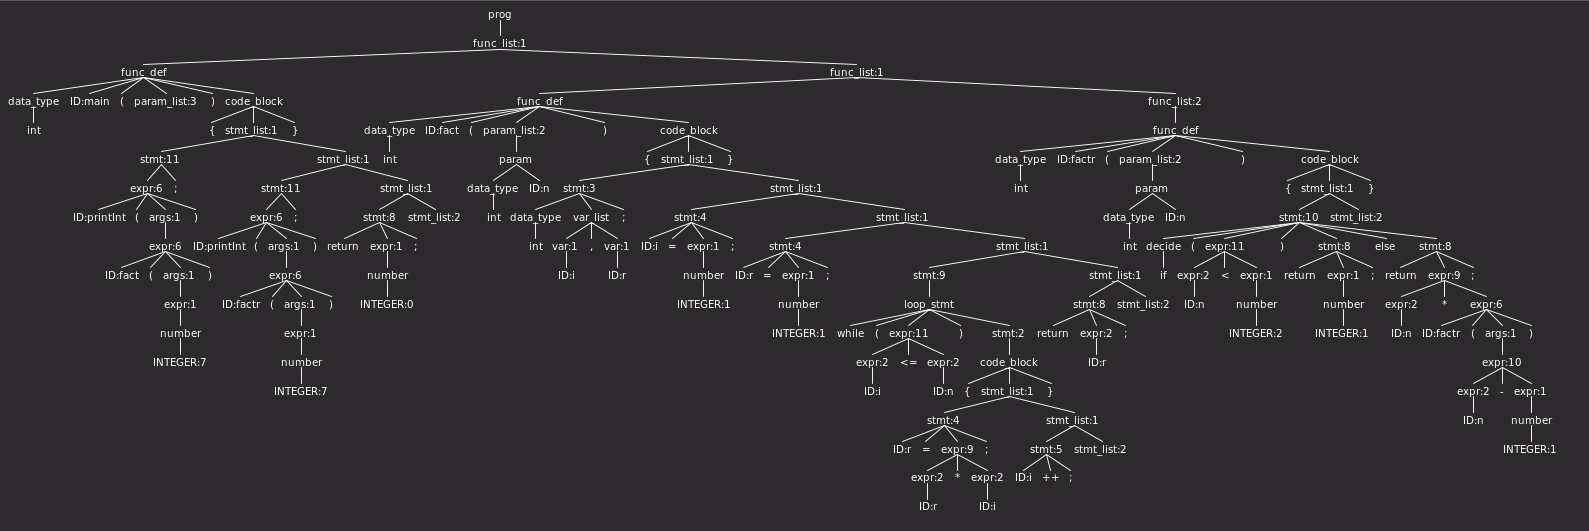 prog
func_list:1
func_def func_list:1
data_type ID:main ( param_list:3 ) code_block func_def func_list:2
int { stmt_list:1 } data_type ID:fact ( param_list:2 ) code_block func_def
stmt:11 stmt_list:1 int param { stmt_list:1 } data_type ID:factr ( param_list:2 ) code_block
expr:6 ; stmt:11 stmt_list:1 data_type ID:n stmt:3 stmt_list:1 int param { stmt_list:1 }
ID:printInt ( args:1 ) expr:6 ; stmt:8 stmt_list:2 int data_type var_list ; stmt:4 stmt_list:1 data_type ID:n stmt:10 stmt_list:2
expr:6 ID:printInt ( args:1 ) return expr:1 ; int var:1 , var:1 ID:i = expr:1 ; stmt:4 stmt_list:1 int decide ( expr:11 ) stmt:8 else stmt:8
ID:fact ( args:1 ) expr:6 number ID:i ID:r number ID:r = expr:1 ; stmt:9 stmt_list:1 if expr:2 < expr:1 return expr:1 ; return expr:9 ;
expr:1 ID:factr ( args:1 ) INTEGER:0 INTEGER:1 number loop_stmt stmt:8 stmt_list:2 ID:n number number expr:2 * expr:6
number expr:1 INTEGER:1 while ( expr:11 ) stmt:2 return expr:2 ; INTEGER:2 INTEGER:1 ID:n ID:factr ( args:1 )
INTEGER:7 number expr:2 <= expr:2 code_block ID:r expr:10
INTEGER:7 ID:i ID:n { stmt_list:1 } expr:2 - expr:1
stmt:4 stmt_list:1 ID:n number
ID:r = expr:9 ; stmt:5 stmt_list:2 INTEGER:1
expr:2 * expr:2 ID:i ++ ;
ID:r ID:i